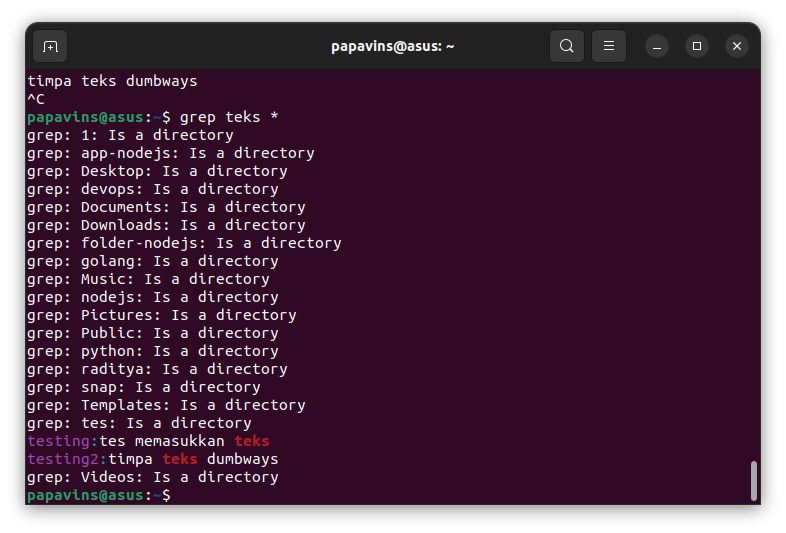 papavins@asus: ~
timpa teks dumbways
^C
papavins@asus:~$ grep teks *
grep: 1: Is a directory
grep: app-nodejs: Is a directory
grep: Desktop: Is a directory
grep: devops: Is a directory
grep: Documents: Is a directory
grep: Downloads: Is a directory
grep: folder-nodejs: Is a directory
grep: golang: Is a directory
grep: Music: Is a directory
grep: nodejs: Is a directory
grep: Pictures: Is a directory
grep: Public: Is a directory
grep: python: Is a directory
grep: raditya: Is a directory
grep: snap: Is a directory
grep: Templates: Is a directory
grep: tes: Is a directory
testing:tes memasukkan teks
testing2:timpa teks dumbways
grep: Videos: Is a directory
papavins@asus:~$